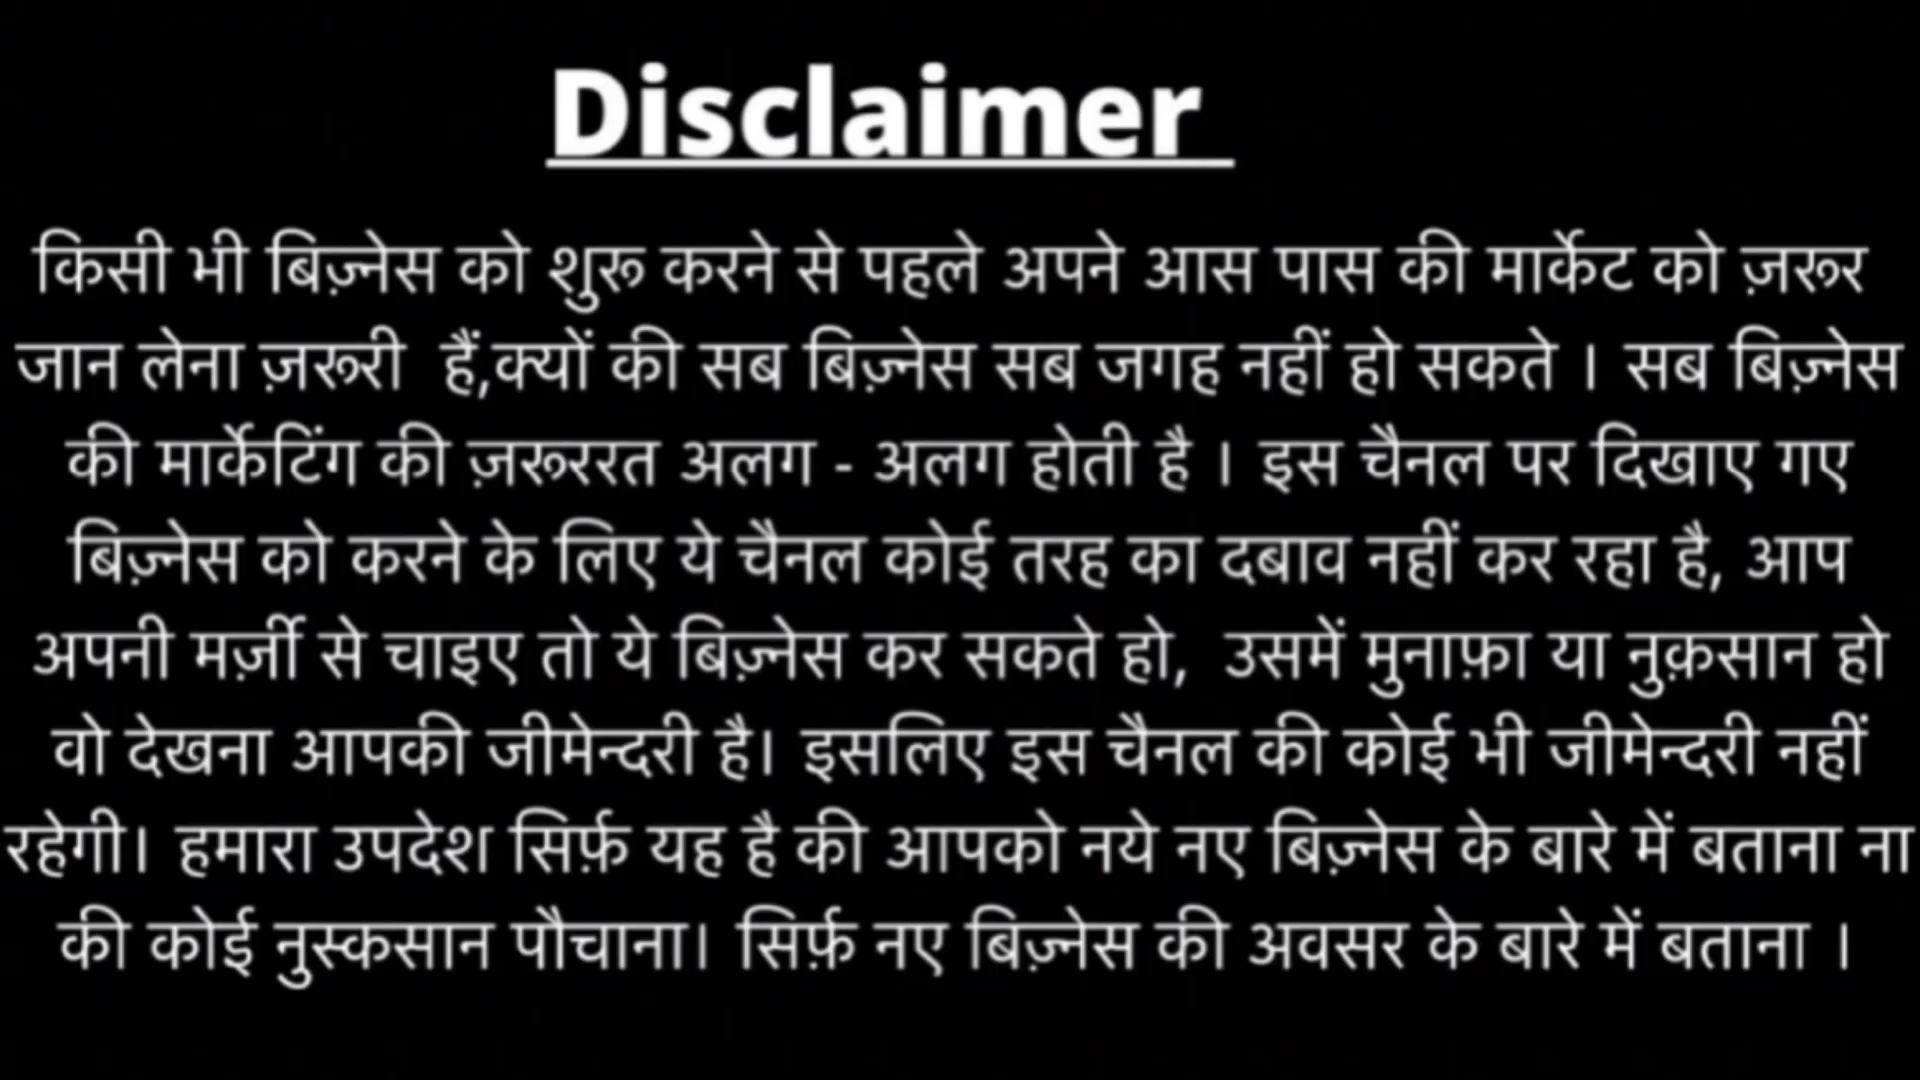 Disclaimer
किसी भी बिज़्नेस को शुरू करने से पहले अपने आस पास की मार्केट को ज़रूर
जान लेना ज़रूरी हैं,क्यों की सब बिज़्नेस सब जगह नहीं हो सकते । सब बिज़्नेस
की मार्केटिंग की ज़रूररत अलग - अलग होती है । इस चैनल पर दिखाए गए
बिज़्नेस को करने के लिए ये चैनल कोई तरह का दबाव नहीं कर रहा है, आप
अपनी मर्ज़ी से चाइए तो ये बिज़्नेस कर सकते हो, उसमें मुनाफ़ा या नुक़सान हो
वो देखना आपकी जीमेन्दरी है। इसलिए इस चैनल की कोई भी जीमेन्दरी नहीं
रहेगी। हमारा उपदेश सिर्फ़ यह है की आपको नये नए बिज़्नेस के बारे में बताना ना
की कोई नुस्कसान पौचाना। सिर्फ़ नए बिज़्नेस की अवसर के बारे में बताना ।